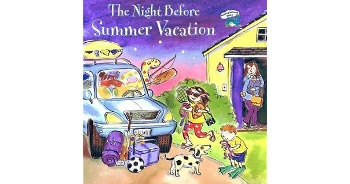 The Night Before
Summer Vacation